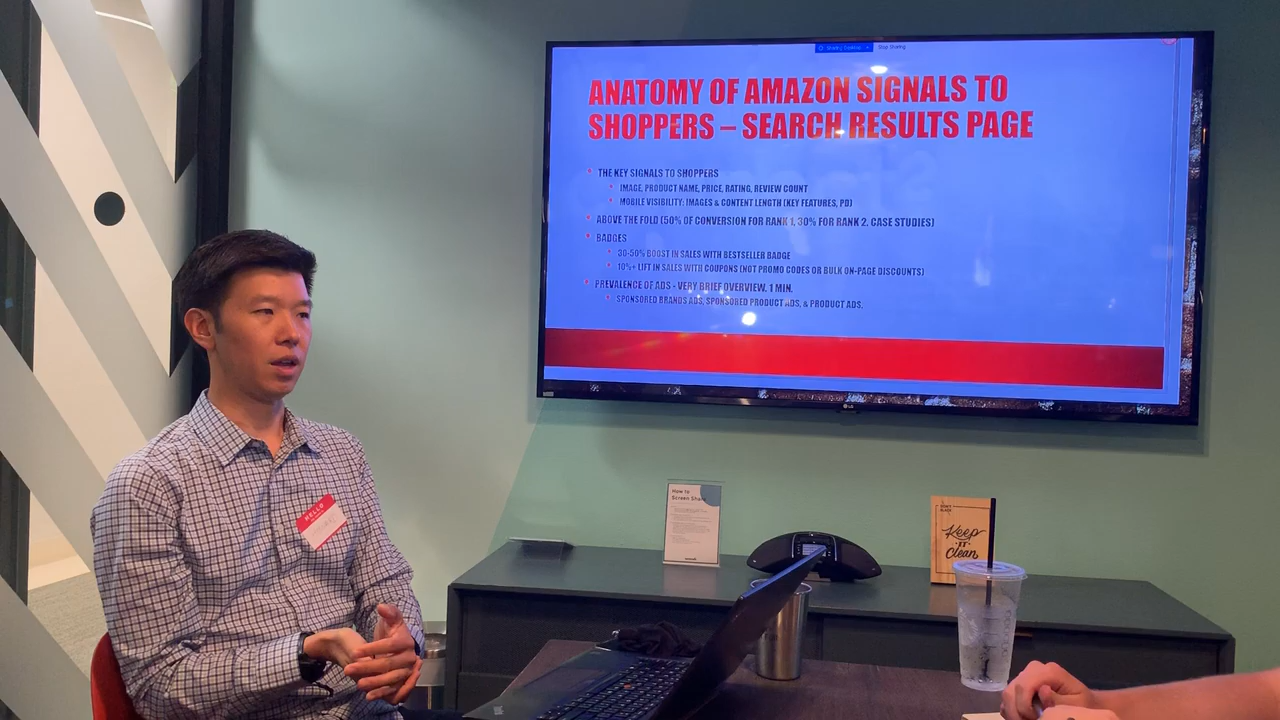 Sharing Desktop Stop Sharing
ANATOMY OF AMAZON SIGNALS TO
SHOPPERS – SEARCH RESULTS PAGE
THE KEY SIGNALS TO SHOPPERS
IMAGE, PRODUCT NAME, PRICE, RATING, REVIEW COUNT
MOBILE VISIBILITY: IMAGES & CONTENT LENGTH (KEY FEATURES, PD)
ABOVE THE FOLD (50% OF CONVERSION FOR RANK 1, 30% FOR RANK 2, CASE STUDIES)
BADGES
30-50% BOOST IN SALES WITH BESTSELLER BADGE
10%+ LIFT IN SALES WITH COUPONS (NOT PROMO CODES OR BULK ON-PAGE DISCOUNTS)
PREVALENCE OF ADS - VERY BRIEF OVERVIEW, 1 MIN.
SPONSORED BRANDS ADS, SPONSORED PRODUCT ADS, & PRODUCT ADS.
LG
HELLO
How to
Screen Share
Keep
IT
Clean